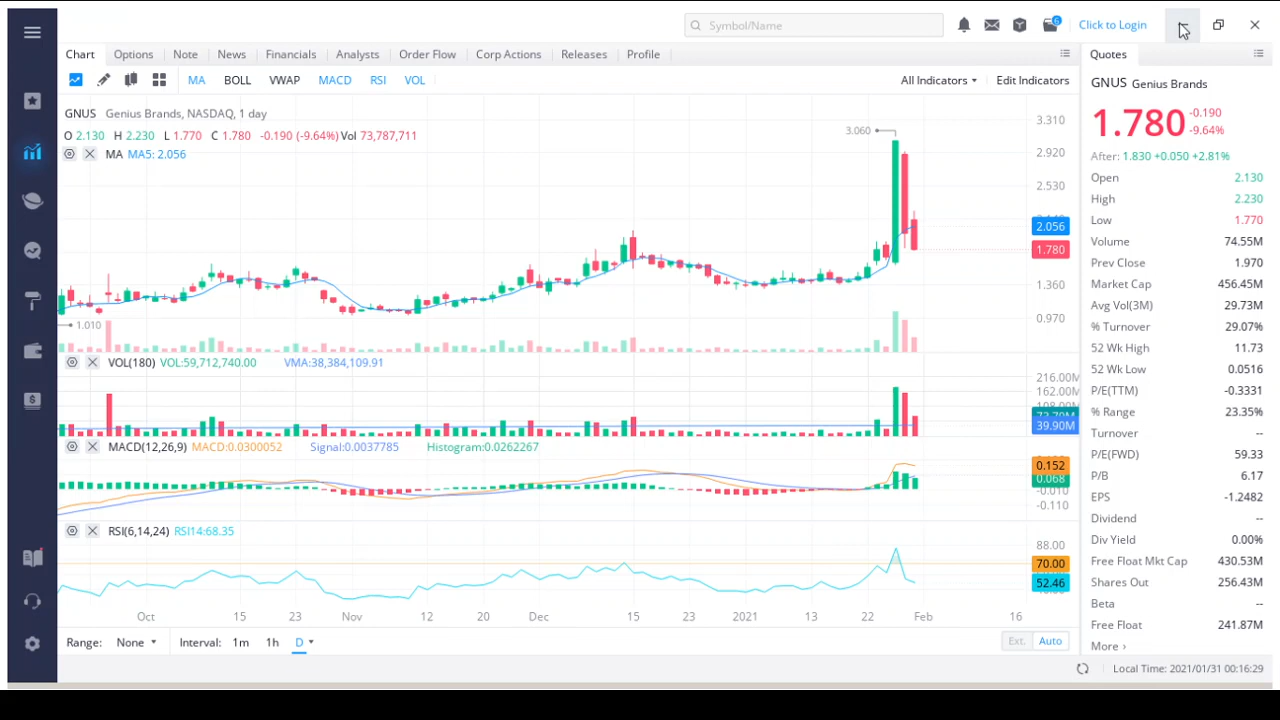 Symbol/Name
6
Click to Login
Chart Options Note News Financials Analysts Order Flow Corp Actions Releases Profile
Quotes
MA BOLL VWAP MACD RSI VOL
All Indicators Edit Indicators
GNUS Genius Brands
GNUS Genius Brands, NASDAQ, 1 day
O 2.130 H 2.230 L 1.770 C 1.780 -0.190 (-9.64%) Vol 73,787,711
MA MA5: 2.056
3.060
1.010
3.310
2.920
2.530
2.056
1.780
1.360
0.970
VOL(180) VOL:59,712,740.00 VMA:38,384,109.91
216.00M
162.00M
108.00M
39.90M
MACD(12,26,9) MACD:0.0300052 Signal:0.0037785 Histogram:0.0262267
0.152
0.068
-0.010
-0.110
RSI(6,14,24) RSI14:68.35
88.00
70.00
52.46
Oct 15 23 Nov 12 20 Dec 15 23 2021 13 22 Feb 16
Range: None Interval: 1m 1h D
Ext. Auto
1.780 -0.190
-9.64%
After: 1.830 +0.050 +2.81%
Open 2.130
High 2.230
Low 1.770
Volume 74.55M
Prev Close 1.970
Market Cap 456.45M
Avg Vol(3M) 29.73M
% Turnover 29.07%
52 Wk High 11.73
52 Wk Low 0.0516
P/E(TTM) -0.3331
% Range 23.35%
Turnover --
P/E(FWD) 59.33
P/B 6.17
EPS -1.2482
Dividend --
Div Yield 0.00%
Free Float Mkt Cap 430.53M
Shares Out 256.43M
Beta --
Free Float 241.87M
More ›
Local Time: 2021/01/31 00:16:29